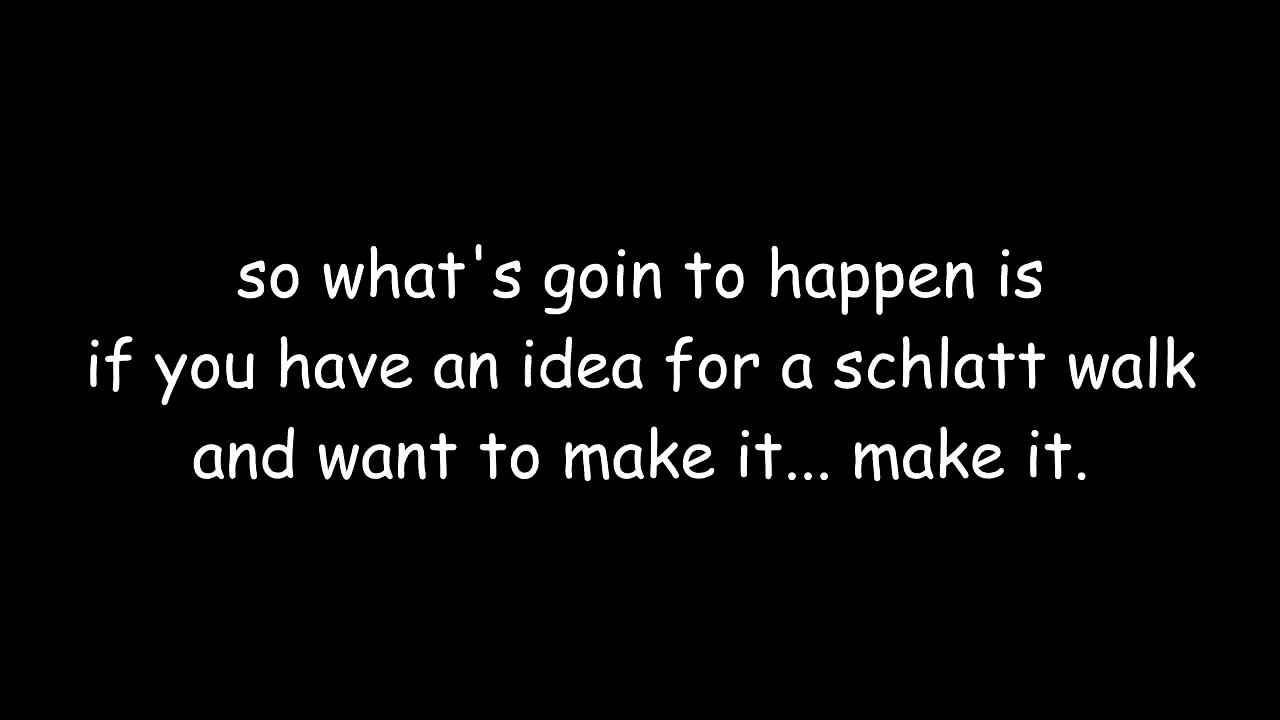 so what's goin to happen is
if you have an idea for a schlatt walk
and want to make it... make it.